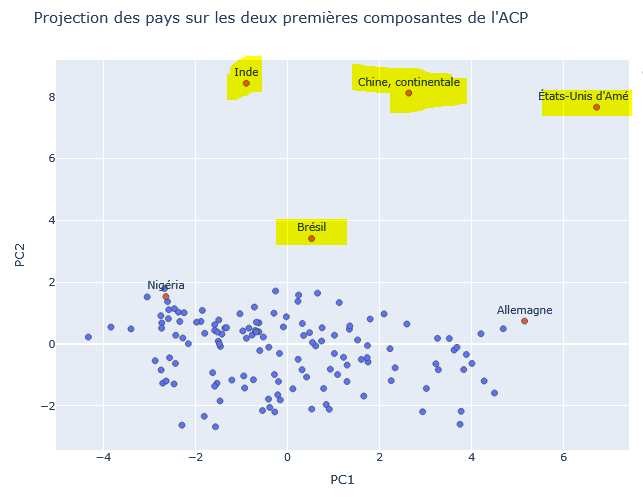 Projection des pays sur les deux premières composantes de l'ACP
Inde
Chine, continentale
États-Unis d'Amé
Brésil
Nigéria
Allemagne
8
6
4
2
0
−2
PC2
−4
−2
0
2
4
6
PC1